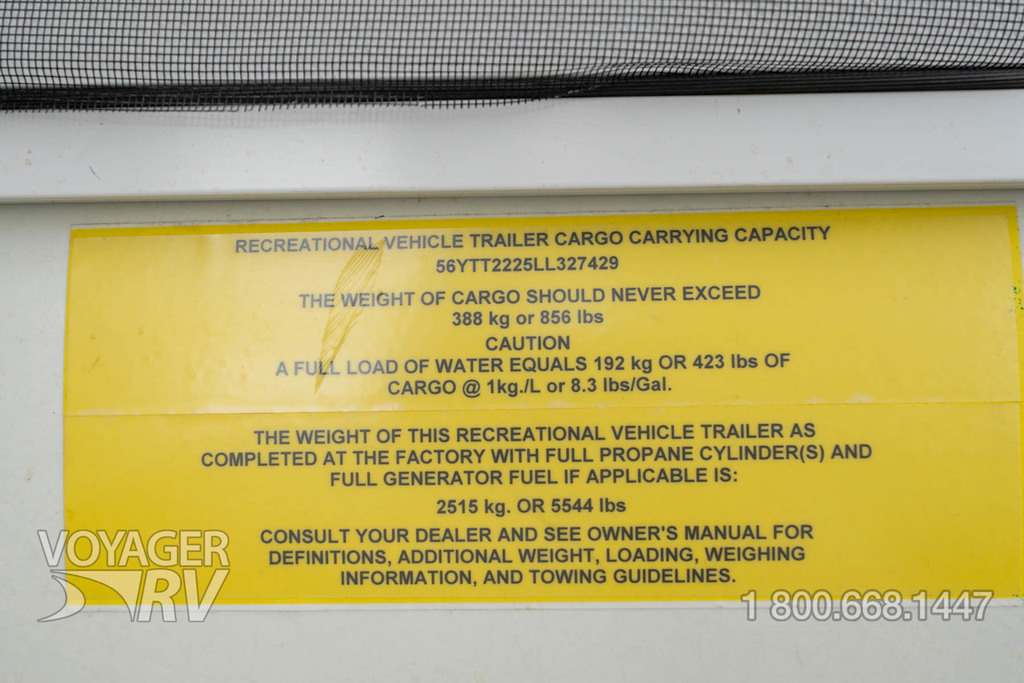 RECREATIONAL VEHICLE TRAILER CARGO CARRYING CAPACITY
56YTT2225LL327429
THE WEIGHT OF CARGO SHOULD NEVER EXCEED
388 kg or 856 lbs
CAUTION
A FULL LOAD OF WATER EQUALS 192 kg OR 423 lbs OF
CARGO @ 1kg./L or 8.3 lbs/Gal.
THE WEIGHT OF THIS RECREATIONAL VEHICLE TRAILER AS
COMPLETED AT THE FACTORY WITH FULL PROPANE CYLINDER(S) AND
FULL GENERATOR FUEL IF APPLICABLE IS:
2515 kg. OR 5544 lbs
CONSULT YOUR DEALER AND SEE OWNER'S MANUAL FOR
DEFINITIONS, ADDITIONAL WEIGHT, LOADING, WEIGHING
INFORMATION, AND TOWING GUIDELINES.
VOYAGER
RV
1 800.668.1447